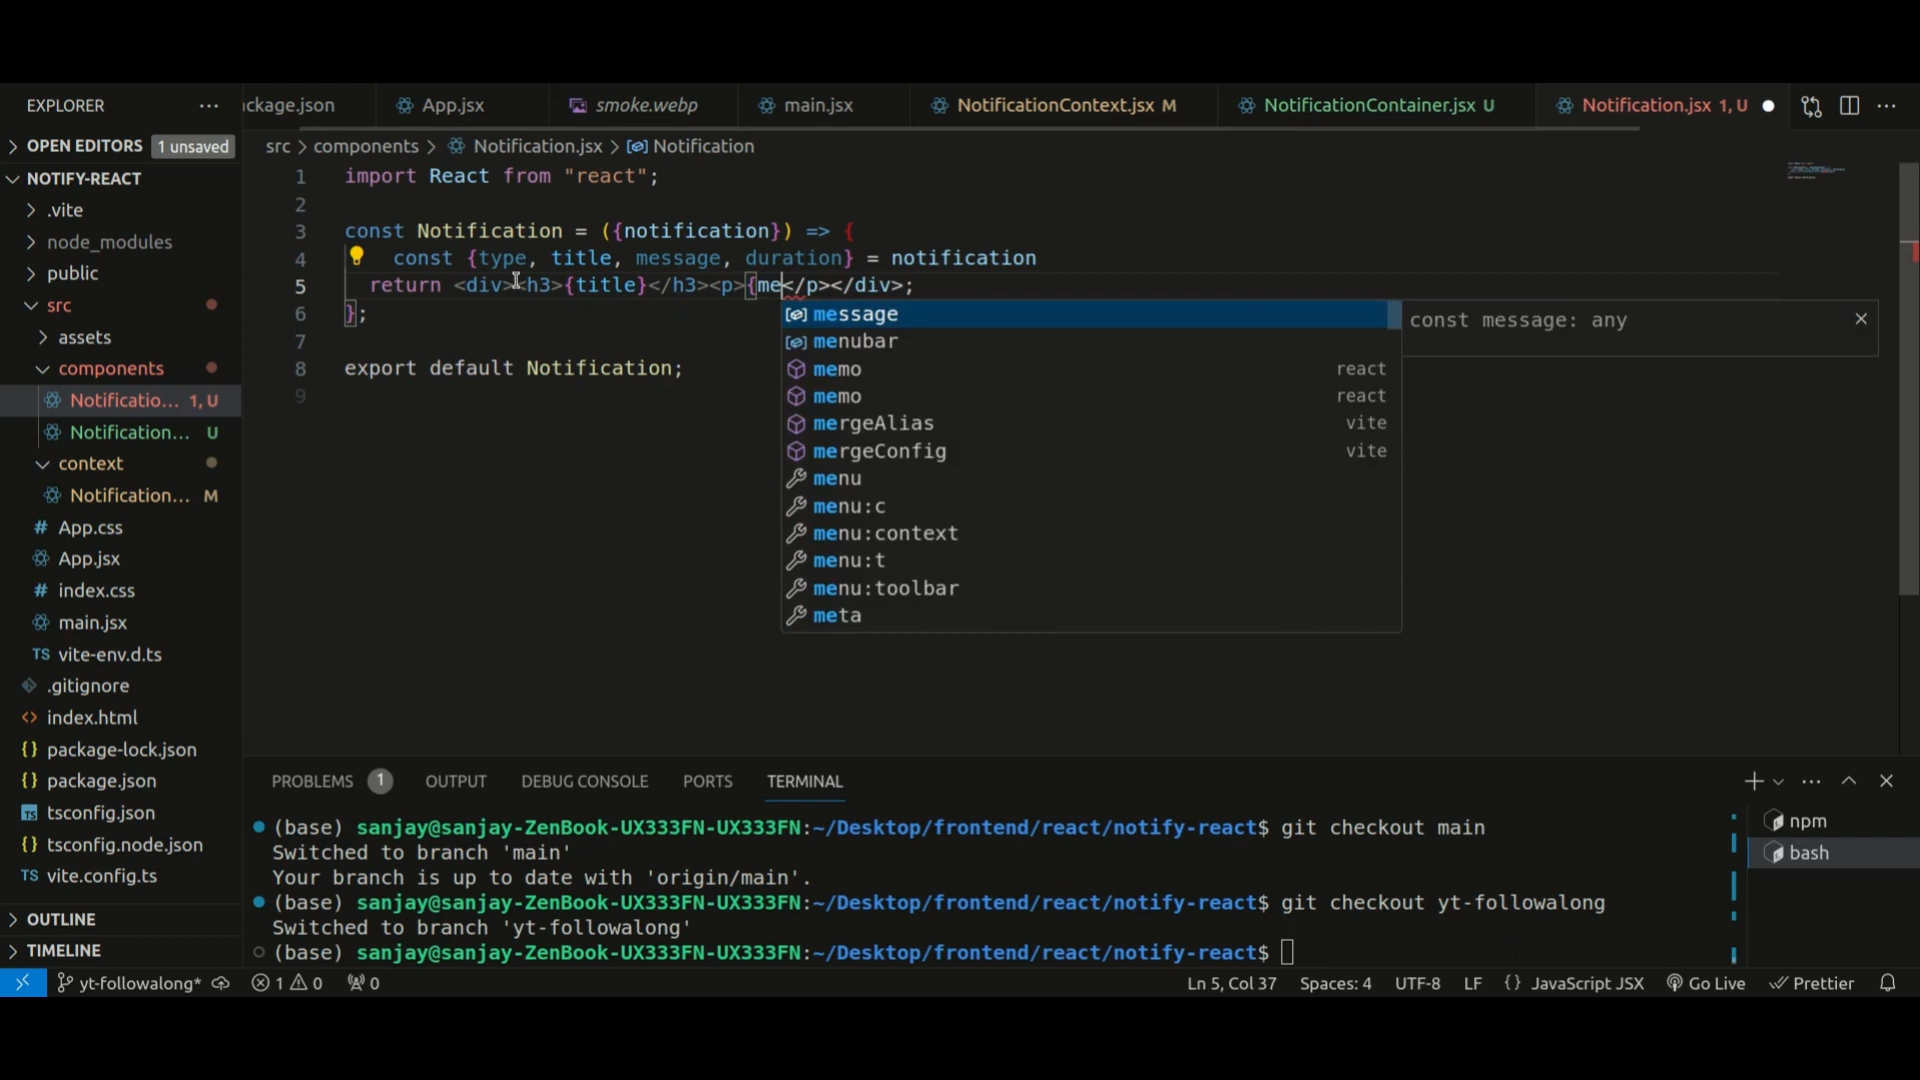 EXPLORER
ckage.json
App.jsx
smoke.webp
main.jsx
NotificationContext.jsx M
NotificationContainer.jsx U
Notification.jsx 1, U
OPEN EDITORS 1 unsaved
src > components > Notification.jsx > Notification
NOTIFY-REACT
.vite
node_modules
public
src
assets
components
Notificatio... 1, U
Notification... U
context
Notification... M
App.css
App.jsx
index.css
main.jsx
vite-env.d.ts
.gitignore
index.html
package-lock.json
package.json
tsconfig.json
tsconfig.node.json
vite.config.ts
OUTLINE
TIMELINE
1 import React from "react";
2
3 const Notification = ({notification}) => {
4 const {type, title, message, duration} = notification
5 return <div><h3>{title}</h3><p>{me</p></div>;
6 };
7
8 export default Notification;
9
message
menubar
memo react
memo react
mergeAlias vite
mergeConfig vite
menu
menu:c
menu:context
menu:t
menu:toolbar
meta
const message: any
PROBLEMS 1 OUTPUT DEBUG CONSOLE PORTS TERMINAL
(base) sanjay@sanjay-ZenBook-UX333FN-UX333FN:~/Desktop/frontend/react/notify-react$ git checkout main
Switched to branch 'main'
Your branch is up to date with 'origin/main'.
(base) sanjay@sanjay-ZenBook-UX333FN-UX333FN:~/Desktop/frontend/react/notify-react$ git checkout yt-followalong
Switched to branch 'yt-followalong'
(base) sanjay@sanjay-ZenBook-UX333FN-UX333FN:~/Desktop/frontend/react/notify-react$
npm
bash
yt-followalong* 1 0 0 Ln 5, Col 37 Spaces: 4 UTF-8 LF {} JavaScript JSX Go Live Prettier